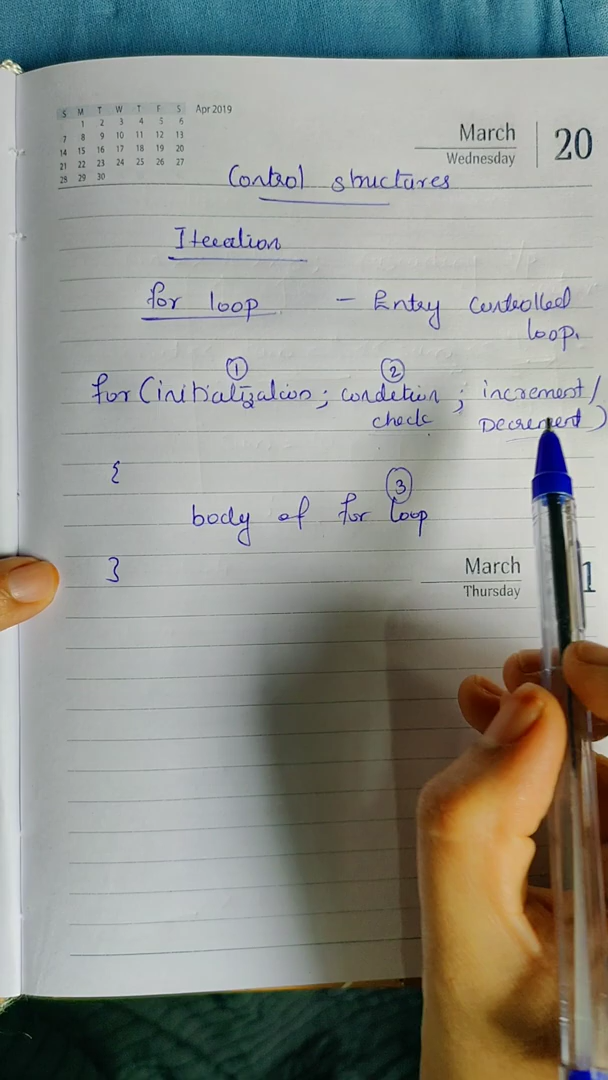 S M T W T F S Apr 2019
1 2 3 4 5 6
7 8 9 10 11 12 13
14 15 16 17 18 19 20
21 22 23 24 25 26 27
28 29 30
March
Wednesday
20
Control structures
Iteration
for loop - Entry controlled
loop.
① ②
for (initialization ; condition ; increment/
check Decrement)
{
③
body of for loop
}
March
Thursday
1